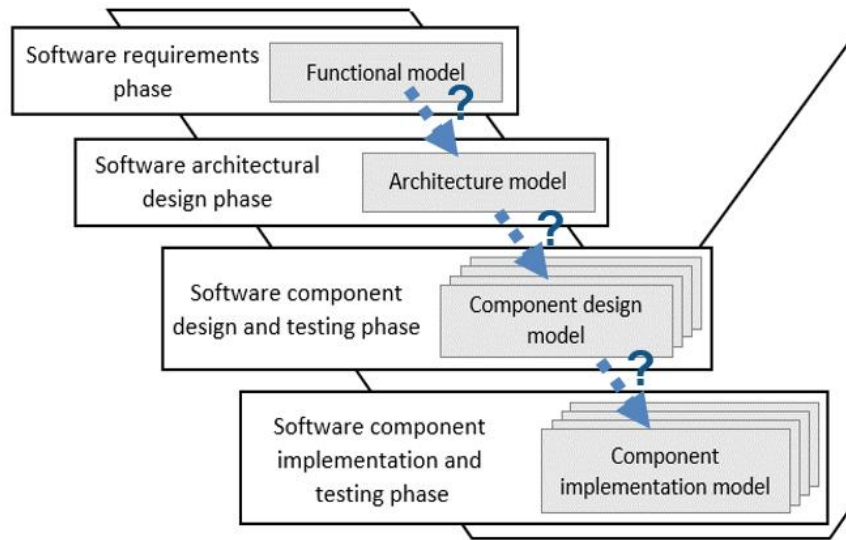 Software requirements
phase
Functional model
?
Software architectural
design phase
Architecture model
?
Software component
design and testing phase
Component design
model
?
Software component
implementation and
testing phase
Component
implementation model